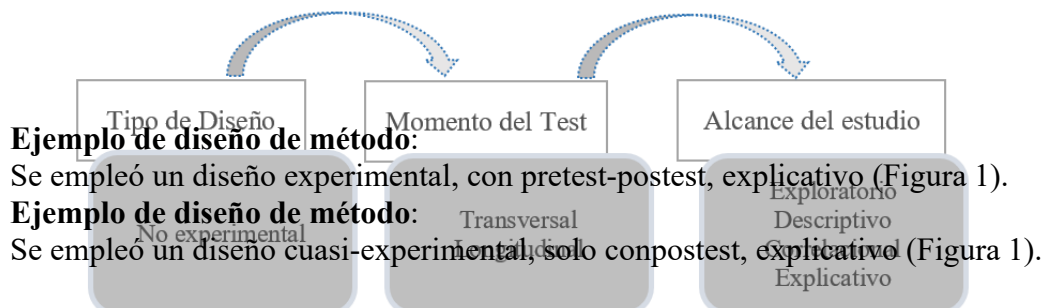 Tipo de Diseño
Momento del Test
Alcance del estudio
Ejemplo de diseño de método:
Se empleó un diseño experimental, con pretest-postest, explicativo (Figura 1).
Ejemplo de diseño de método:
Se empleó un diseño cuasi-experimental, solo conpostest, explicativo (Figura 1).
No experimental
Transversal
Longitudinal
Exploratorio
Descriptivo
Correlacional
Explicativo